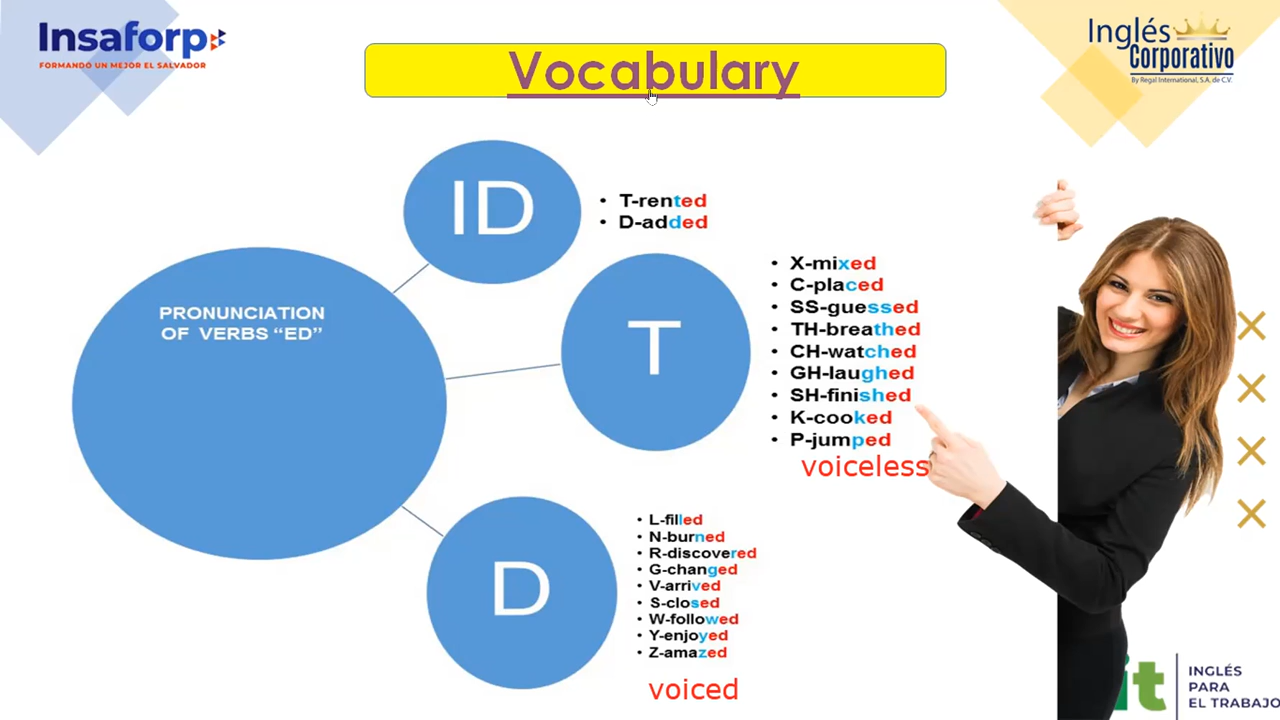 Insaforp
FORMANDO UN MEJOR EL SALVADOR
Inglés
Corporativo
By Regal International, S.A. de C.V.
Vocabulary
PRONUNCIATION
OF VERBS “ED”
ID
• T-rented
• D-added
T
• X-mixed
• C-placed
• SS-guessed
• TH-breathed
• CH-watched
• GH-laughed
• SH-finished
• K-cooked
• P-jumped
voiceless
D
• L-filled
• N-burned
• R-discovered
• G-changed
• V-arrived
• S-closed
• W-followed
• Y-enjoyed
• Z-amazed
voiced
it
INGLÉS
PARA
EL TRABAJO